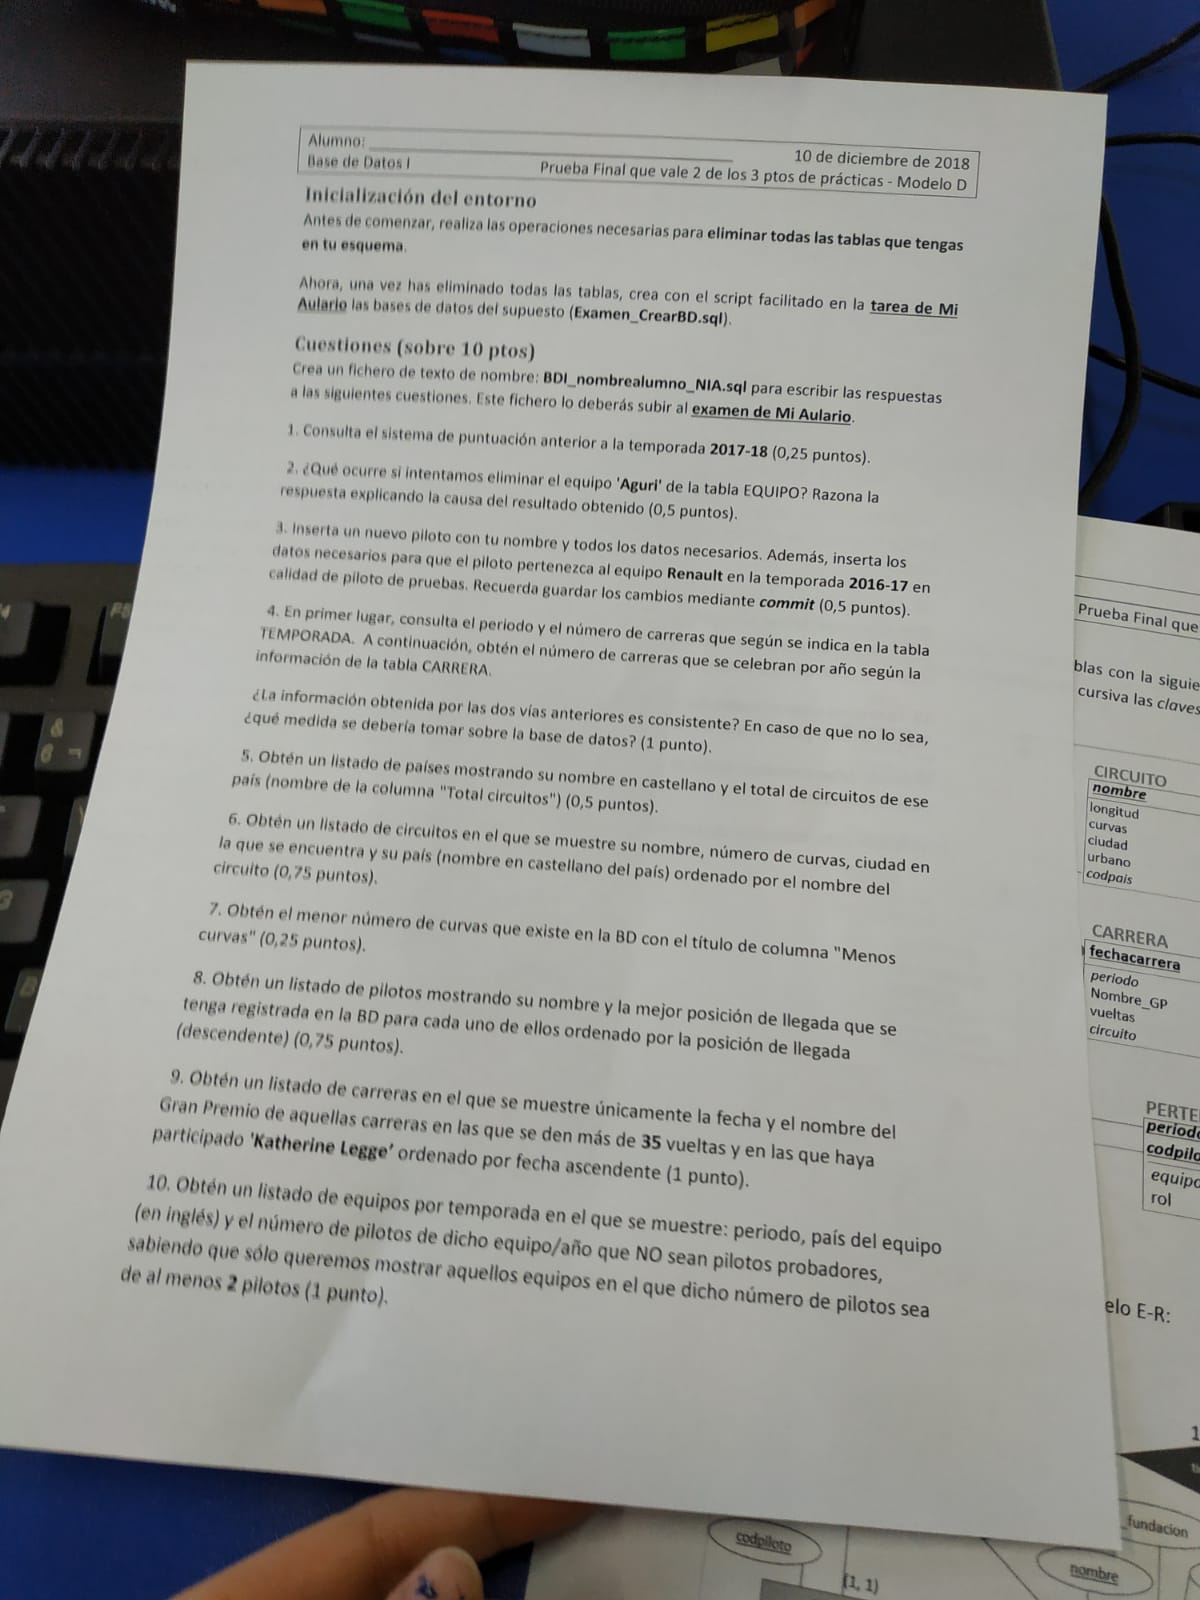 Alumno:
10 de diciembre de 2018
Base de Datos I
Prueba Final que vale 2 de los 3 ptos de prácticas - Modelo D
Inicialización del entorno
Antes de comenzar, realiza las operaciones necesarias para eliminar todas las tablas que tengas
en tu esquema.
Ahora, una vez has eliminado todas las tablas, crea con el script facilitado en la tarea de Mi
Aulario las bases de datos del supuesto (Examen_CrearBD.sql).
Cuestiones (sobre 10 ptos)
Crea un fichero de texto de nombre: BDI_nombrealumno_NIA.sql para escribir las respuestas
a las siguientes cuestiones. Este fichero lo deberás subir al examen de Mi Aulario.
1. Consulta el sistema de puntuación anterior a la temporada 2017-18 (0,25 puntos).
2. ¿Qué ocurre si intentamos eliminar el equipo 'Aguri' de la tabla EQUIPO? Razona la
respuesta explicando la causa del resultado obtenido (0,5 puntos).
3. Inserta un nuevo piloto con tu nombre y todos los datos necesarios. Además, inserta los
datos necesarios para que el piloto pertenezca al equipo Renault en la temporada 2016-17 en
calidad de piloto de pruebas. Recuerda guardar los cambios mediante commit (0,5 puntos).
4. En primer lugar, consulta el periodo y el número de carreras que según se indica en la tabla
TEMPORADA. A continuación, obtén el número de carreras que se celebran por año según la
información de la tabla CARRERA.
¿La información obtenida por las dos vías anteriores es consistente? En caso de que no lo sea,
¿qué medida se debería tomar sobre la base de datos? (1 punto).
5. Obtén un listado de países mostrando su nombre en castellano y el total de circuitos de ese
país (nombre de la columna "Total circuitos") (0,5 puntos).
6. Obtén un listado de circuitos en el que se muestre su nombre, número de curvas, ciudad en
la que se encuentra y su país (nombre en castellano del país) ordenado por el nombre del
circuito (0,75 puntos).
7. Obtén el menor número de curvas que existe en la BD con el título de columna "Menos
curvas" (0,25 puntos).
8. Obtén un listado de pilotos mostrando su nombre y la mejor posición de llegada que se
tenga registrada en la BD para cada uno de ellos ordenado por la posición de llegada
(descendente) (0,75 puntos).
9. Obtén un listado de carreras en el que se muestre únicamente la fecha y el nombre del
Gran Premio de aquellas carreras en las que se den más de 35 vueltas y en las que haya
participado 'Katherine Legge' ordenado por fecha ascendente (1 punto).
10. Obtén un listado de equipos por temporada en el que se muestre: periodo, país del equipo
(en inglés) y el número de pilotos de dicho equipo/año que NO sean pilotos probadores,
sabiendo que sólo queremos mostrar aquellos equipos en el que dicho número de pilotos sea
de al menos 2 pilotos (1 punto).
Prueba Final que
blas con la siguie
cursiva las claves
CIRCUITO
nombre
longitud
curvas
ciudad
urbano
codpais
CARRERA
fechacarrera
periodo
Nombre_GP
vueltas
circuito
PERTE
periodo
codpilo
equipo
rol
elo E-R:
1
_fundacion
codpiloto
nombre
(1, 1)
F5
&
6 ¬